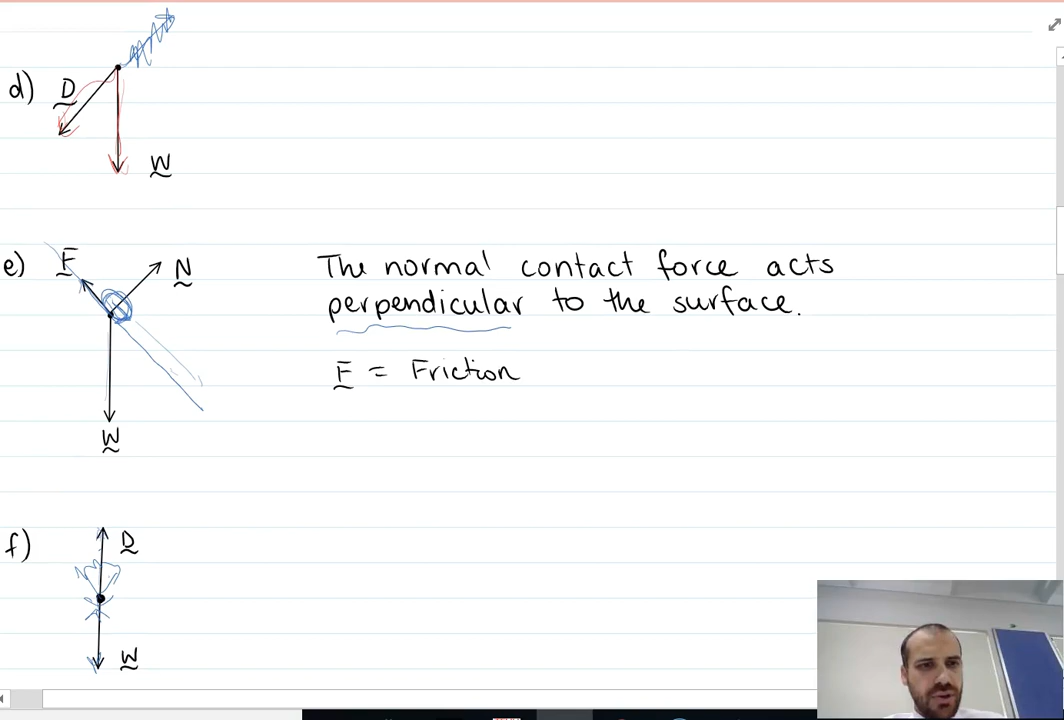 d) D
W
e) F N
The normal contact force acts
perpendicular to the surface.
F = Friction
W
f) D
W